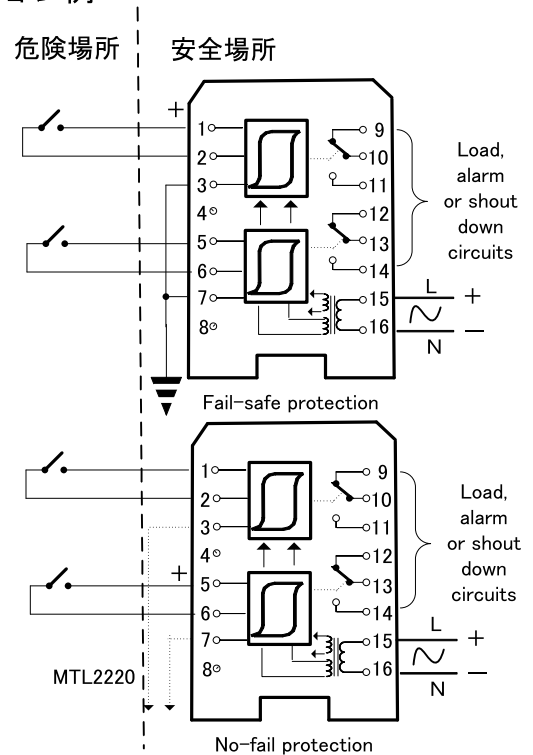 危険場所
安全場所
+
1
2
3
4
5
6
7
8
9
10
11
12
13
14
15
16
Load,
alarm
or shout
down
circuits
L
+
−
N
Fail-safe protection
1
2
3
4
+
5
6
7
8
9
10
11
12
13
14
15
16
Load,
alarm
or shout
down
circuits
L
+
−
N
MTL2220
No-fail protection